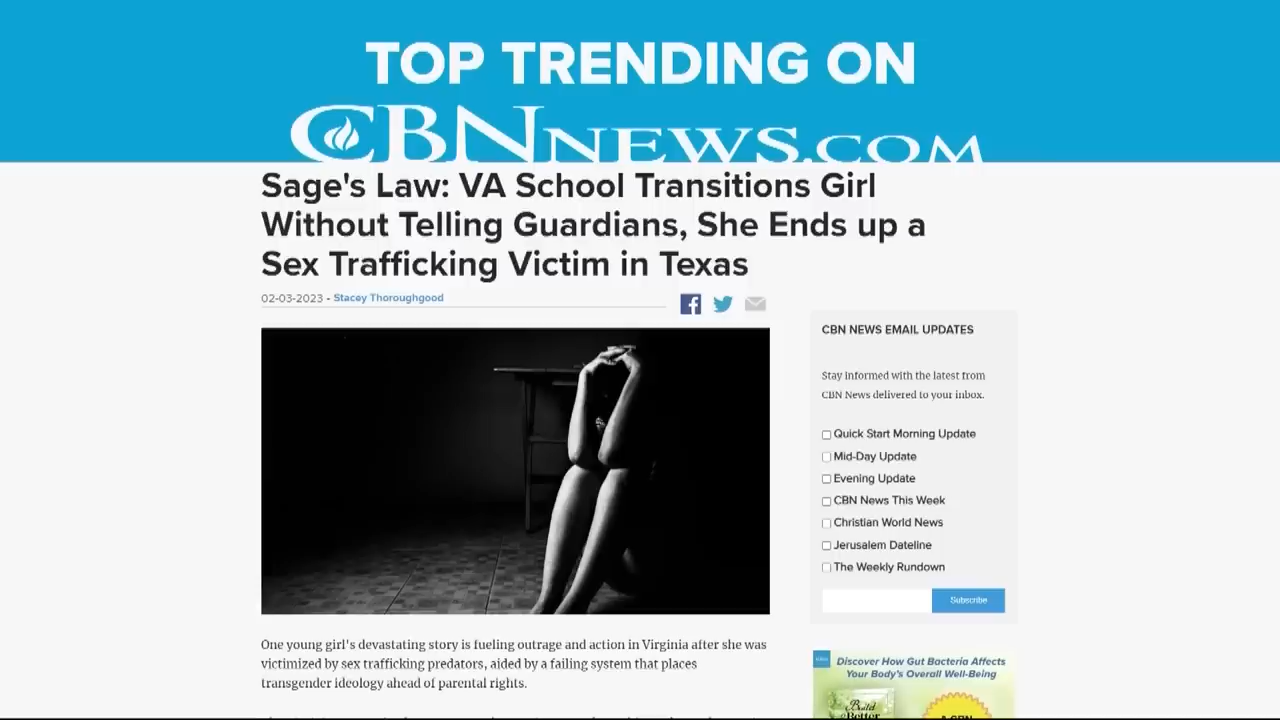 TOP TRENDING ON
CBNNEWS.COM
Sage's Law: VA School Transitions Girl
Without Telling Guardians, She Ends up a
Sex Trafficking Victim in Texas
02-03-2023 - Stacey Thoroughgood
One young girl's devastating story is fueling outrage and action in Virginia after she was
victimized by sex trafficking predators, aided by a failing system that places
transgender ideology ahead of parental rights.
CBN NEWS EMAIL UPDATES
Stay informed with the latest from
CBN News delivered to your inbox.
Quick Start Morning Update
Mid-Day Update
Evening Update
CBN News This Week
Christian World News
Jerusalem Dateline
The Weekly Rundown
Subscribe
Discover How Gut Bacteria Affects
Your Body's Overall Well-Being
Build
Better